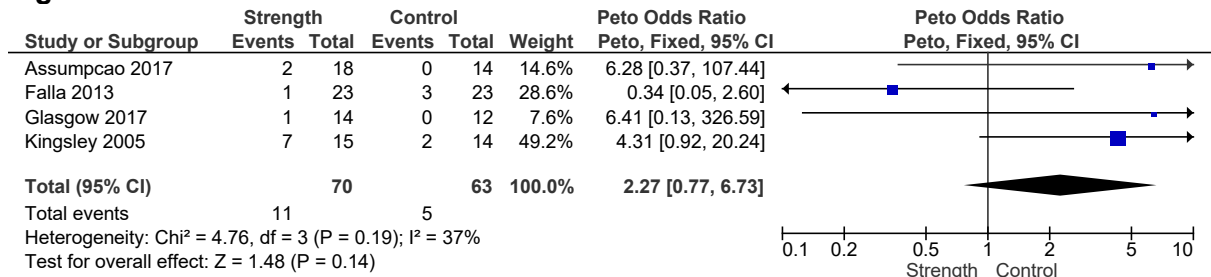 Strength Control Peto Odds Ratio Peto Odds Ratio
Study or Subgroup Events Total Events Total Weight Peto, Fixed, 95% CI Peto, Fixed, 95% CI
Assumpcao 2017 2 18 0 14 14.6% 6.28 [0.37, 107.44]
Falla 2013 1 23 3 23 28.6% 0.34 [0.05, 2.60]
Glasgow 2017 1 14 0 12 7.6% 6.41 [0.13, 326.59]
Kingsley 2005 7 15 2 14 49.2% 4.31 [0.92, 20.24]
Total (95% CI) 70 63 100.0% 2.27 [0.77, 6.73]
Total events 11 5
Heterogeneity: Chi² = 4.76, df = 3 (P = 0.19); I² = 37%
Test for overall effect: Z = 1.48 (P = 0.14)
0.1 0.2 0.5 1 2 5 10
Strength Control